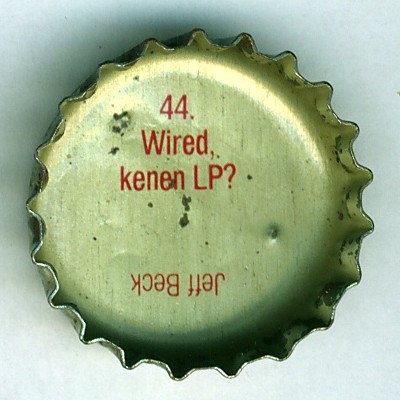 44.
Wired,
kenen LP?
Jeff Beck